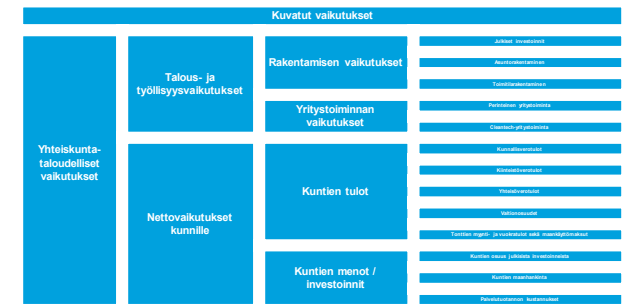 Kuvatut vaikutukset
Yhteiskunta-
taloudelliset
vaikutukset
Talous- ja
työllisyysvaikutukset
Nettovaikutukset
kunnille
Rakentamisen vaikutukset
Yritystoiminnan
vaikutukset
Kuntien tulot
Kuntien menot /
investoinnit
Julkiset investoinnit
Asuntorakentaminen
Toimitilarakentaminen
Perinteinen yritystoiminta
Cleantech-yritystoiminta
Kunnallisverotulot
Kiinteistöverotulot
Yhteisöverotulot
Valtionosuudet
Tonttien myynti- ja vuokratulot sekä maankäyttömaksut
Kuntien osuus julkisista investoinneista
Kuntien maanhankinta
Palvelutuotannon kustannukset